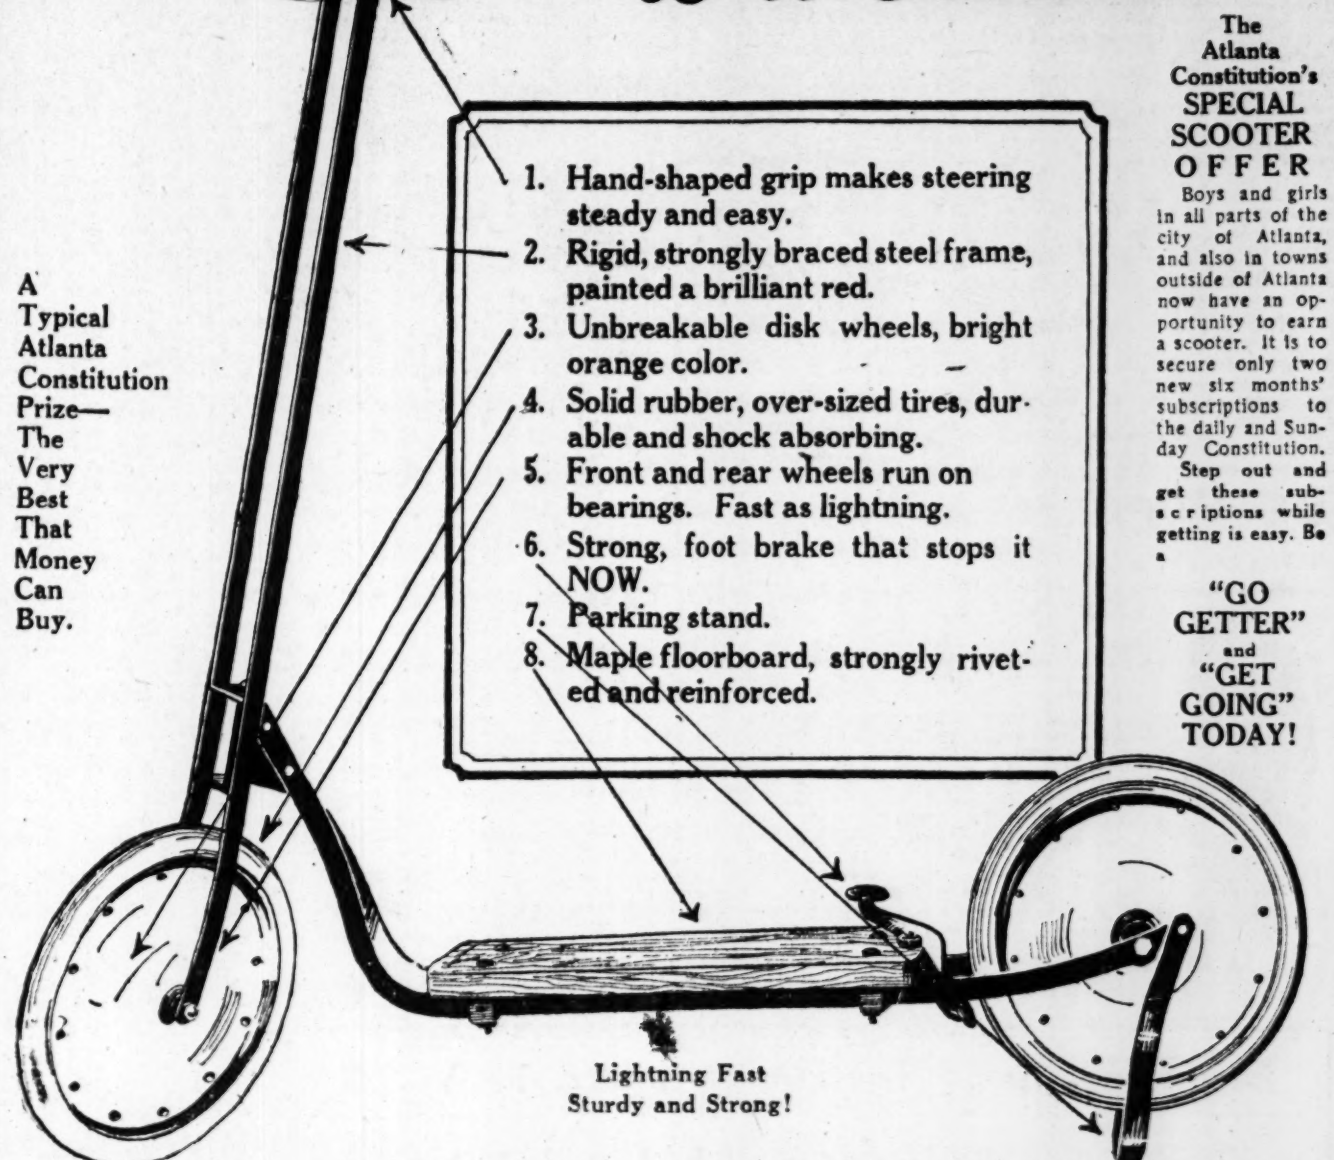 A
Typical
Atlanta
Constitution
Prize—
The
Very
Best
That
Money
Can
Buy.
1. Hand-shaped grip makes steering
steady and easy.
2. Rigid, strongly braced steel frame,
painted a brilliant red.
3. Unbreakable disk wheels, bright
orange color.
4. Solid rubber, over-sized tires, dur-
able and shock absorbing.
5. Front and rear wheels run on
bearings. Fast as lightning.
6. Strong, foot brake that stops it
NOW.
7. Parking stand.
8. Maple floorboard, strongly rivet-
ed and reinforced.
Lightning Fast
Sturdy and Strong!
The
Atlanta
Constitution's
SPECIAL
SCOOTER
OFFER
Boys and girls
in all parts of the
city of Atlanta,
and also in towns
outside of Atlanta
now have an op-
portunity to earn
a scooter. It is to
secure only two
new six months'
subscriptions to
the daily and Sun-
day Constitution.
Step out and
get these sub-
scriptions while
getting is easy. Be
a
"GO
GETTER"
and
"GET
GOING"
TODAY!